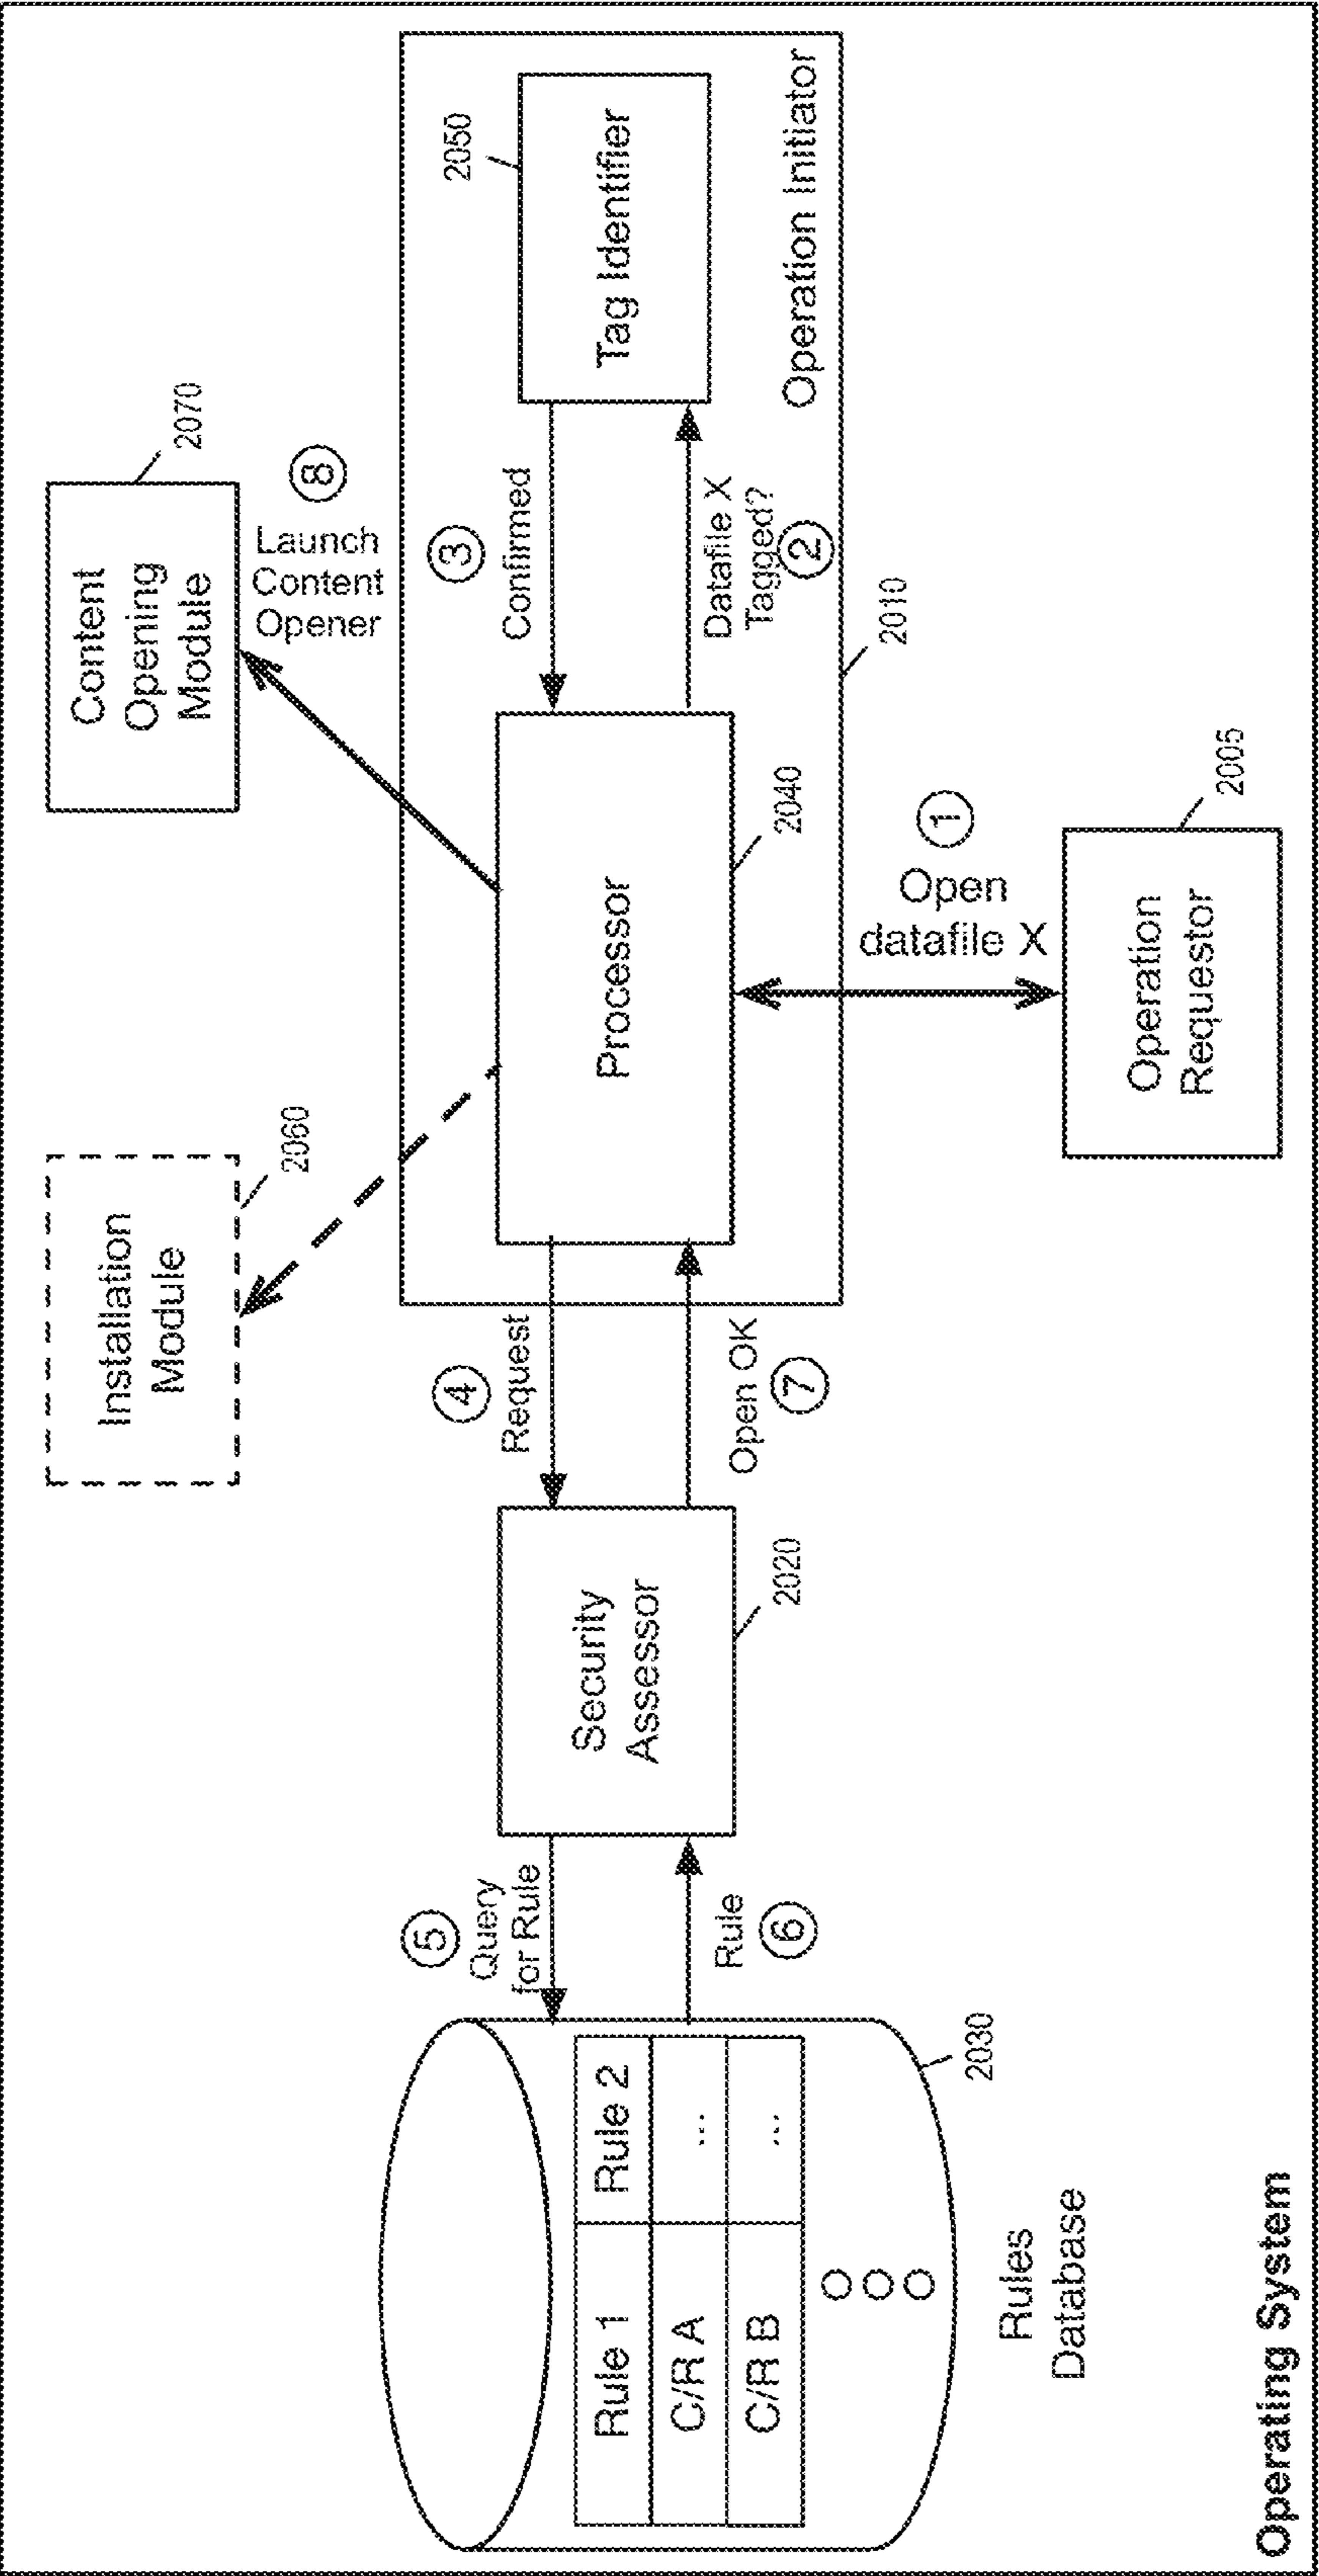 Installation
Module
2060
Content
Opening
Module
2070
8
Launch
Content
Opener
5
Query
for Rule
4
Request
3
Confirmed
2050
Rule 1
Rule 2
C/R A
...
C/R B
...
Security
Assessor
Processor
Tag Identifier
Rule
6
2020
Open OK
7
2040
Datafile X
Tagged?
2
Operation Initiator
2030
2010
Rules
Database
Open
datafile X
1
Operation
Requestor
2005
Operating System